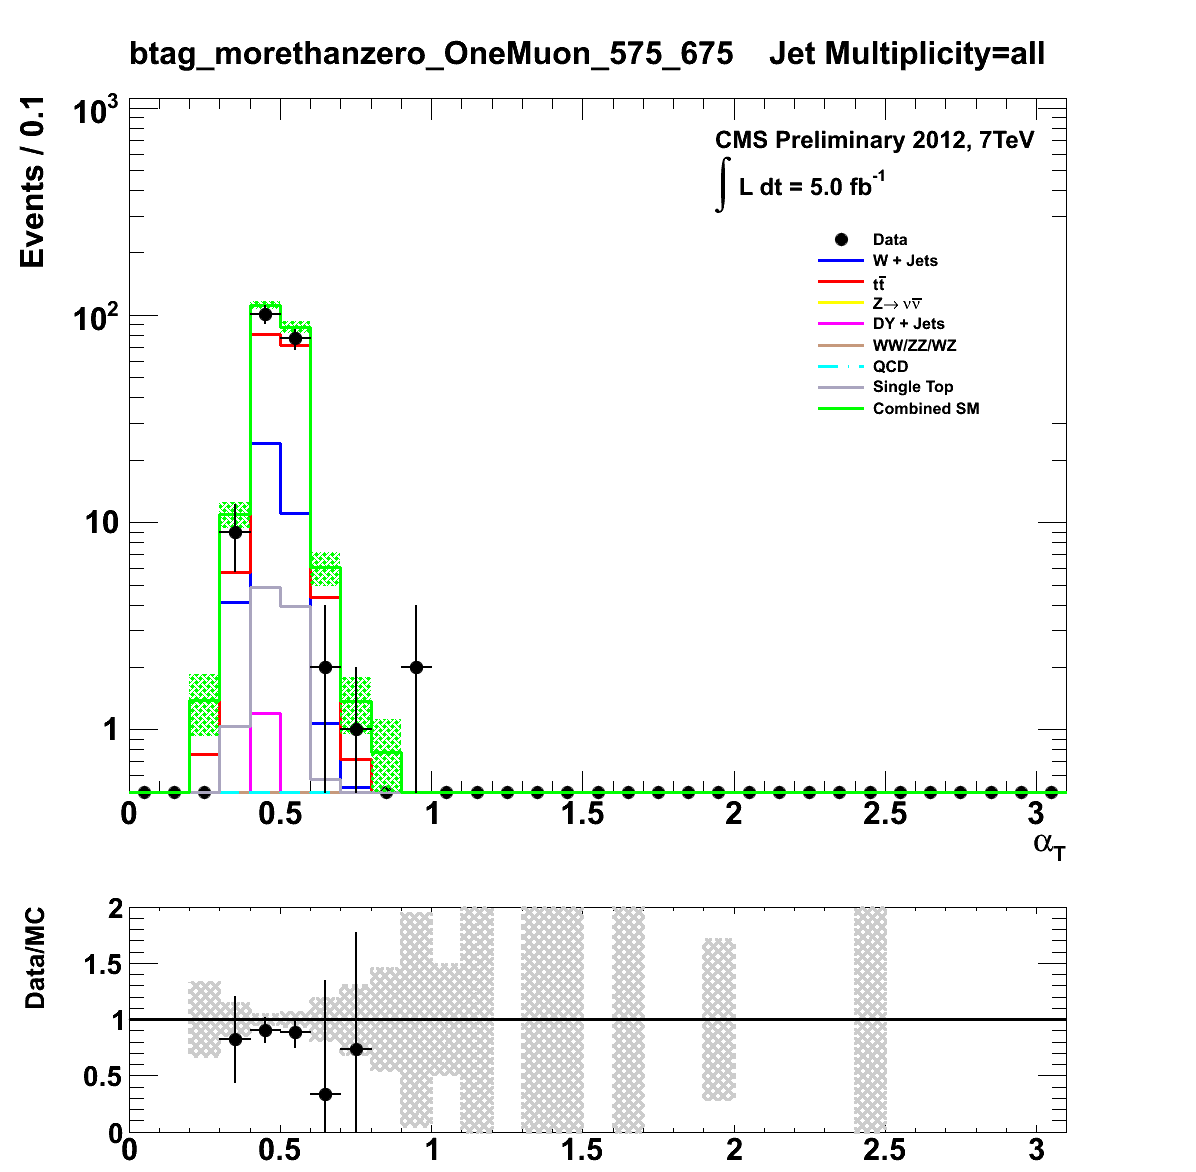 btag_morethanzero_OneMuon_575_675 Jet Multiplicity=all
Events / 0.1
10³
10²
10
1
CMS Preliminary 2012, 7TeV
∫ L dt = 5.0 fb⁻¹
Data
W + Jets
tt̅
Z→ νν̅
DY + Jets
WW/ZZ/WZ
QCD
Single Top
Combined SM
0 0.5 1 1.5 2 2.5 3
α_T
Data/MC
2
1.5
1
0.5
0
0 0.5 1 1.5 2 2.5 3